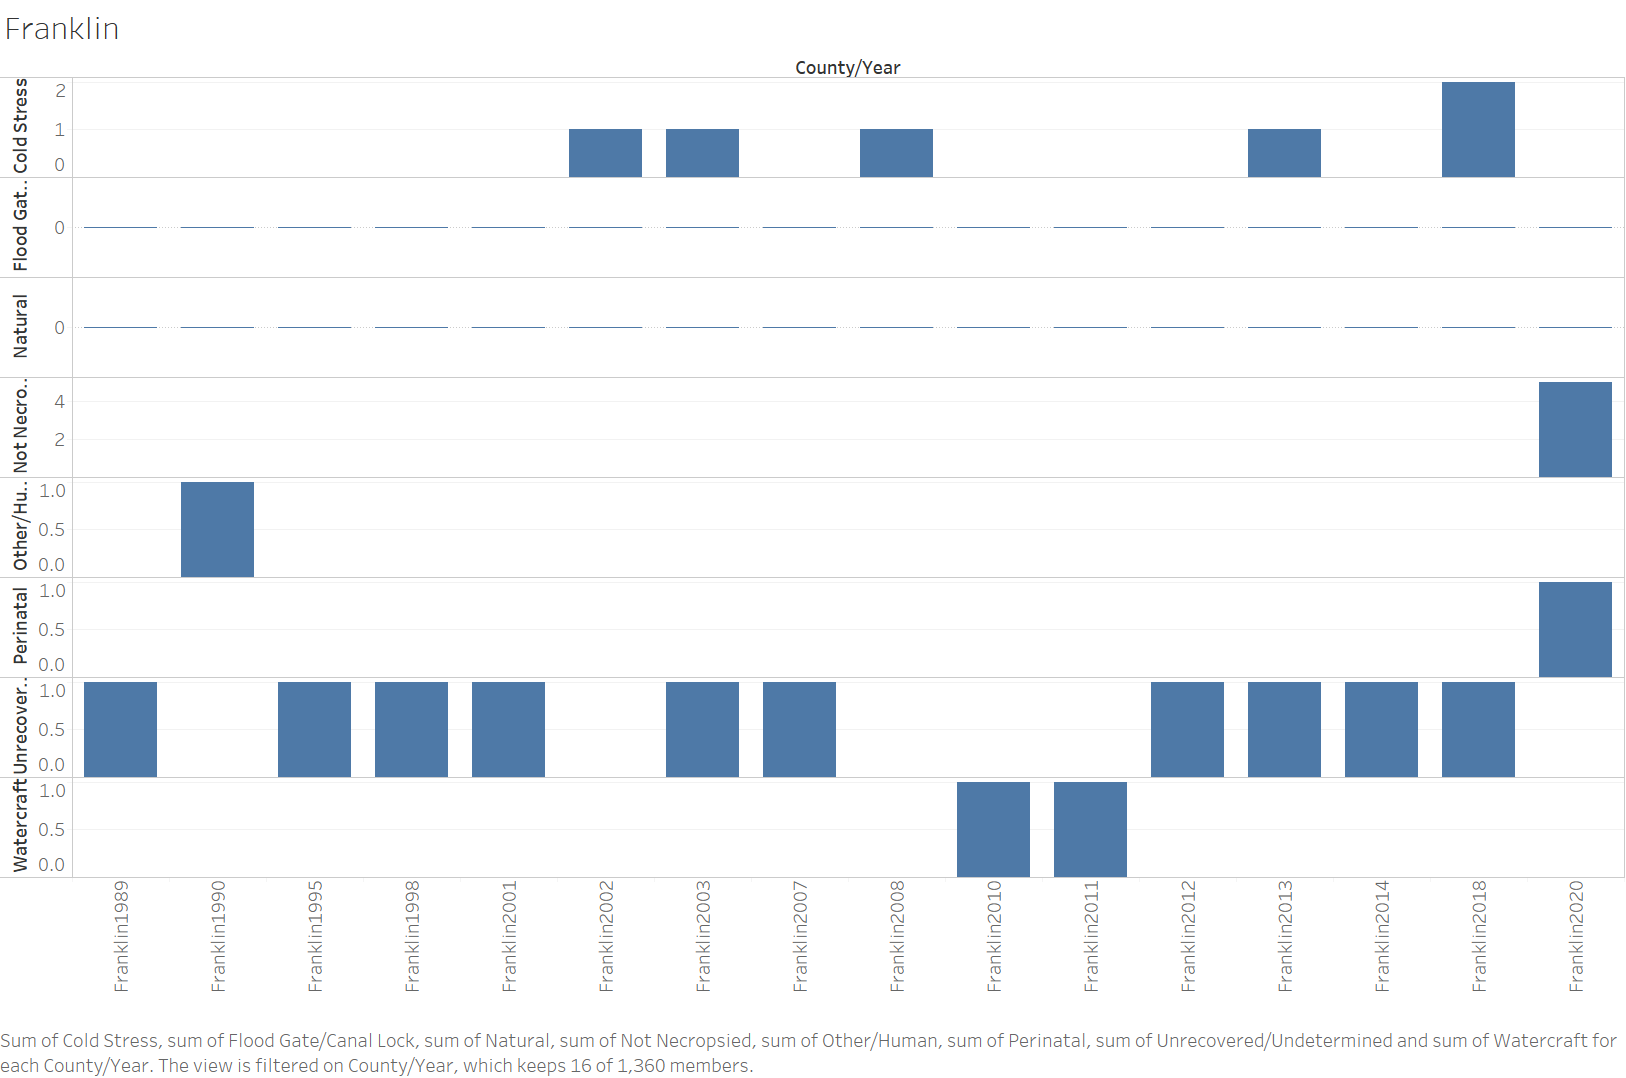 Franklin
County/Year
Cold Stress
2
1
0
Flood Gat..
0
Natural
0
Not Necro..
4
2
Other/Hu..
1.0
0.5
0.0
Perinatal
1.0
0.5
0.0
Unrecover..
1.0
0.5
0.0
Watercraft
1.0
0.5
0.0
Franklin1989
Franklin1990
Franklin1995
Franklin1998
Franklin2001
Franklin2002
Franklin2003
Franklin2007
Franklin2008
Franklin2010
Franklin2011
Franklin2012
Franklin2013
Franklin2014
Franklin2018
Franklin2020
Sum of Cold Stress, sum of Flood Gate/Canal Lock, sum of Natural, sum of Not Necropsied, sum of Other/Human, sum of Perinatal, sum of Unrecovered/Undetermined and sum of Watercraft for
each County/Year. The view is filtered on County/Year, which keeps 16 of 1,360 members.